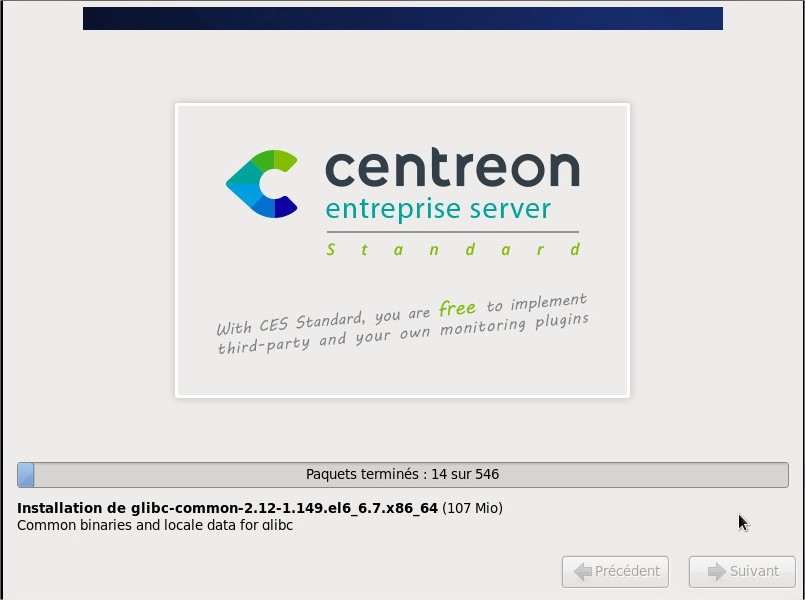 centreon
entreprise server
Standard
With CES Standard, you are free to implement
third-party and your own monitoring plugins
Paquets terminés : 14 sur 546
Installation de glibc-common-2.12-1.149.el6_6.7.x86_64 (107 Mio)
Common binaries and locale data for glibc
Précédent
Suivant